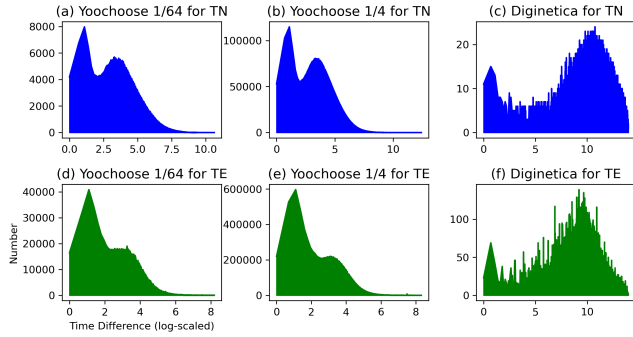 (a) Yoochoose 1/64 for TN
8000
6000
4000
2000
0
0.0 2.5 5.0 7.5 10.0
(b) Yoochoose 1/4 for TN
100000
50000
0
0 5 10
(c) Diginetica for TN
20
10
0
0 5 10
(d) Yoochoose 1/64 for TE
40000
30000
20000
10000
0
0 2 4 6 8
Number
Time Difference (log-scaled)
(e) Yoochoose 1/4 for TE
600000
400000
200000
0
0 2 4 6 8
(f) Diginetica for TE
100
50
0
0 5 10